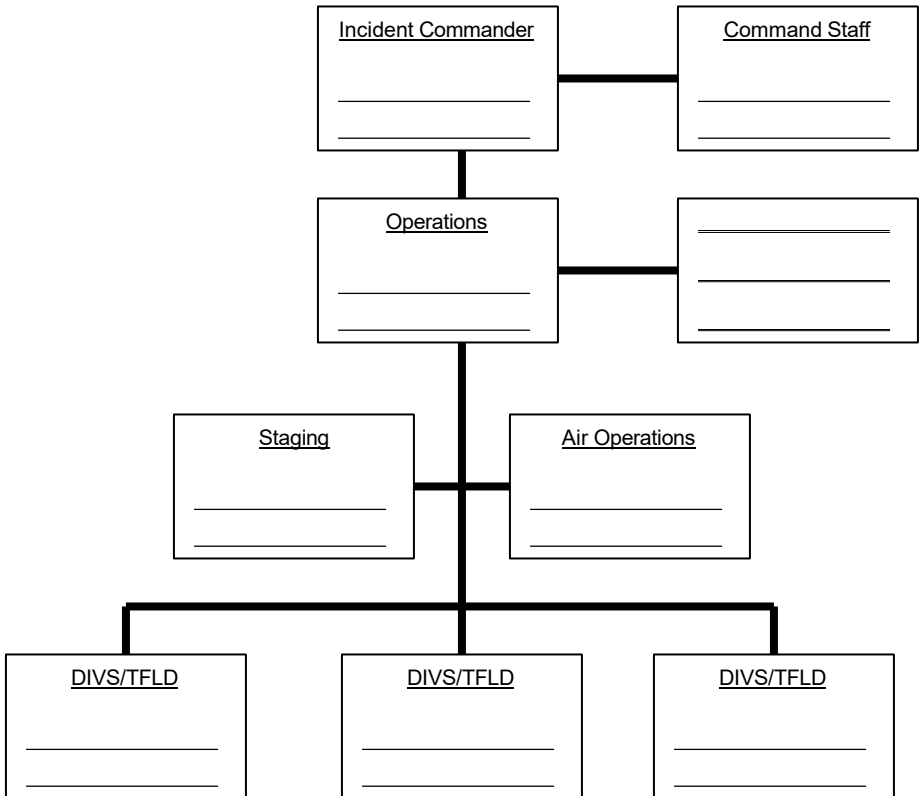 Incident Commander
Command Staff
Operations
Staging
Air Operations
DIVS/TFLD
DIVS/TFLD
DIVS/TFLD